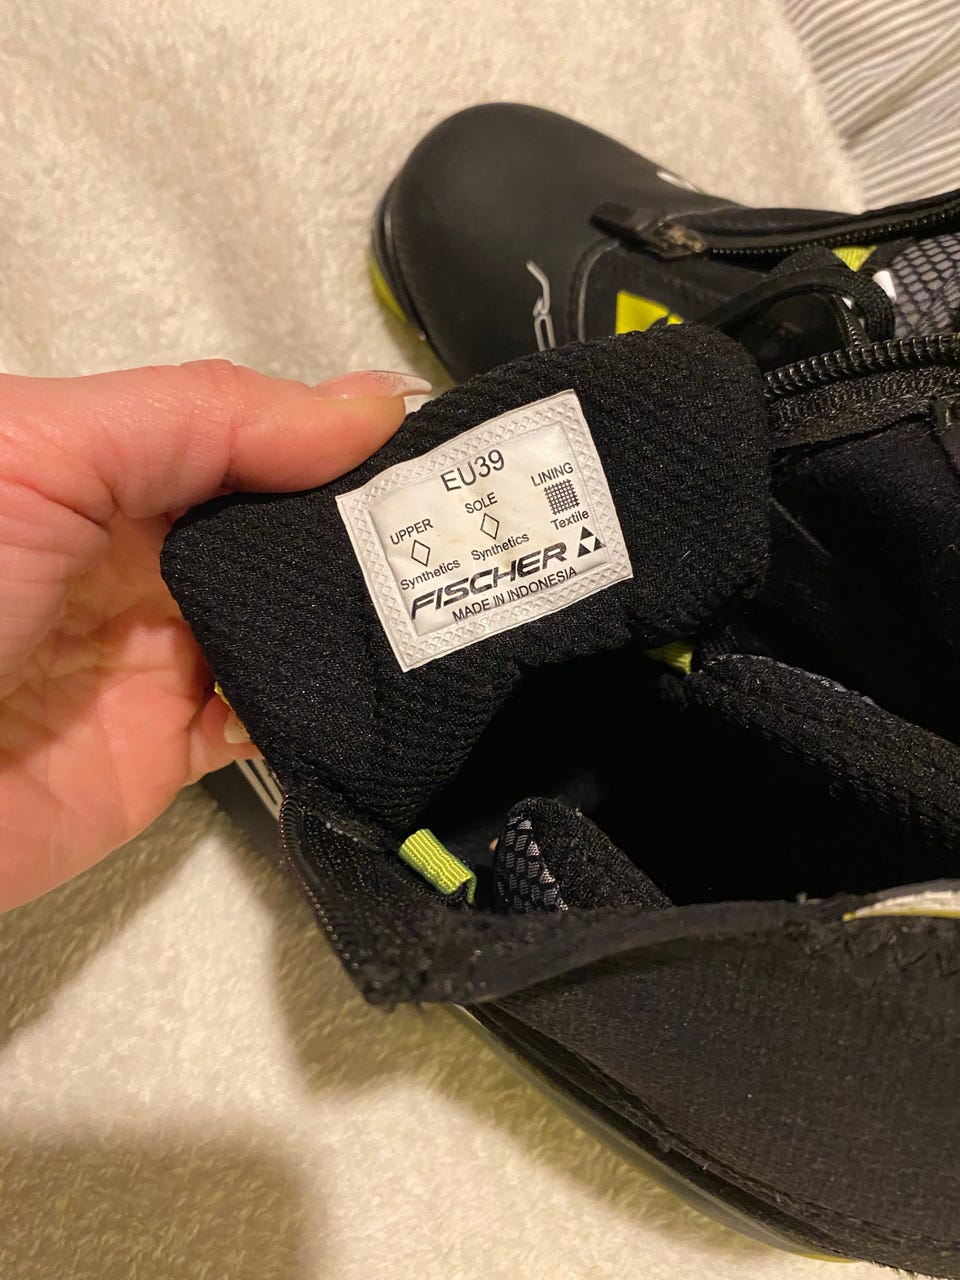 EU39
UPPER SOLE LINING
Synthetics Synthetics Textile
FISCHER
MADE IN INDONESIA